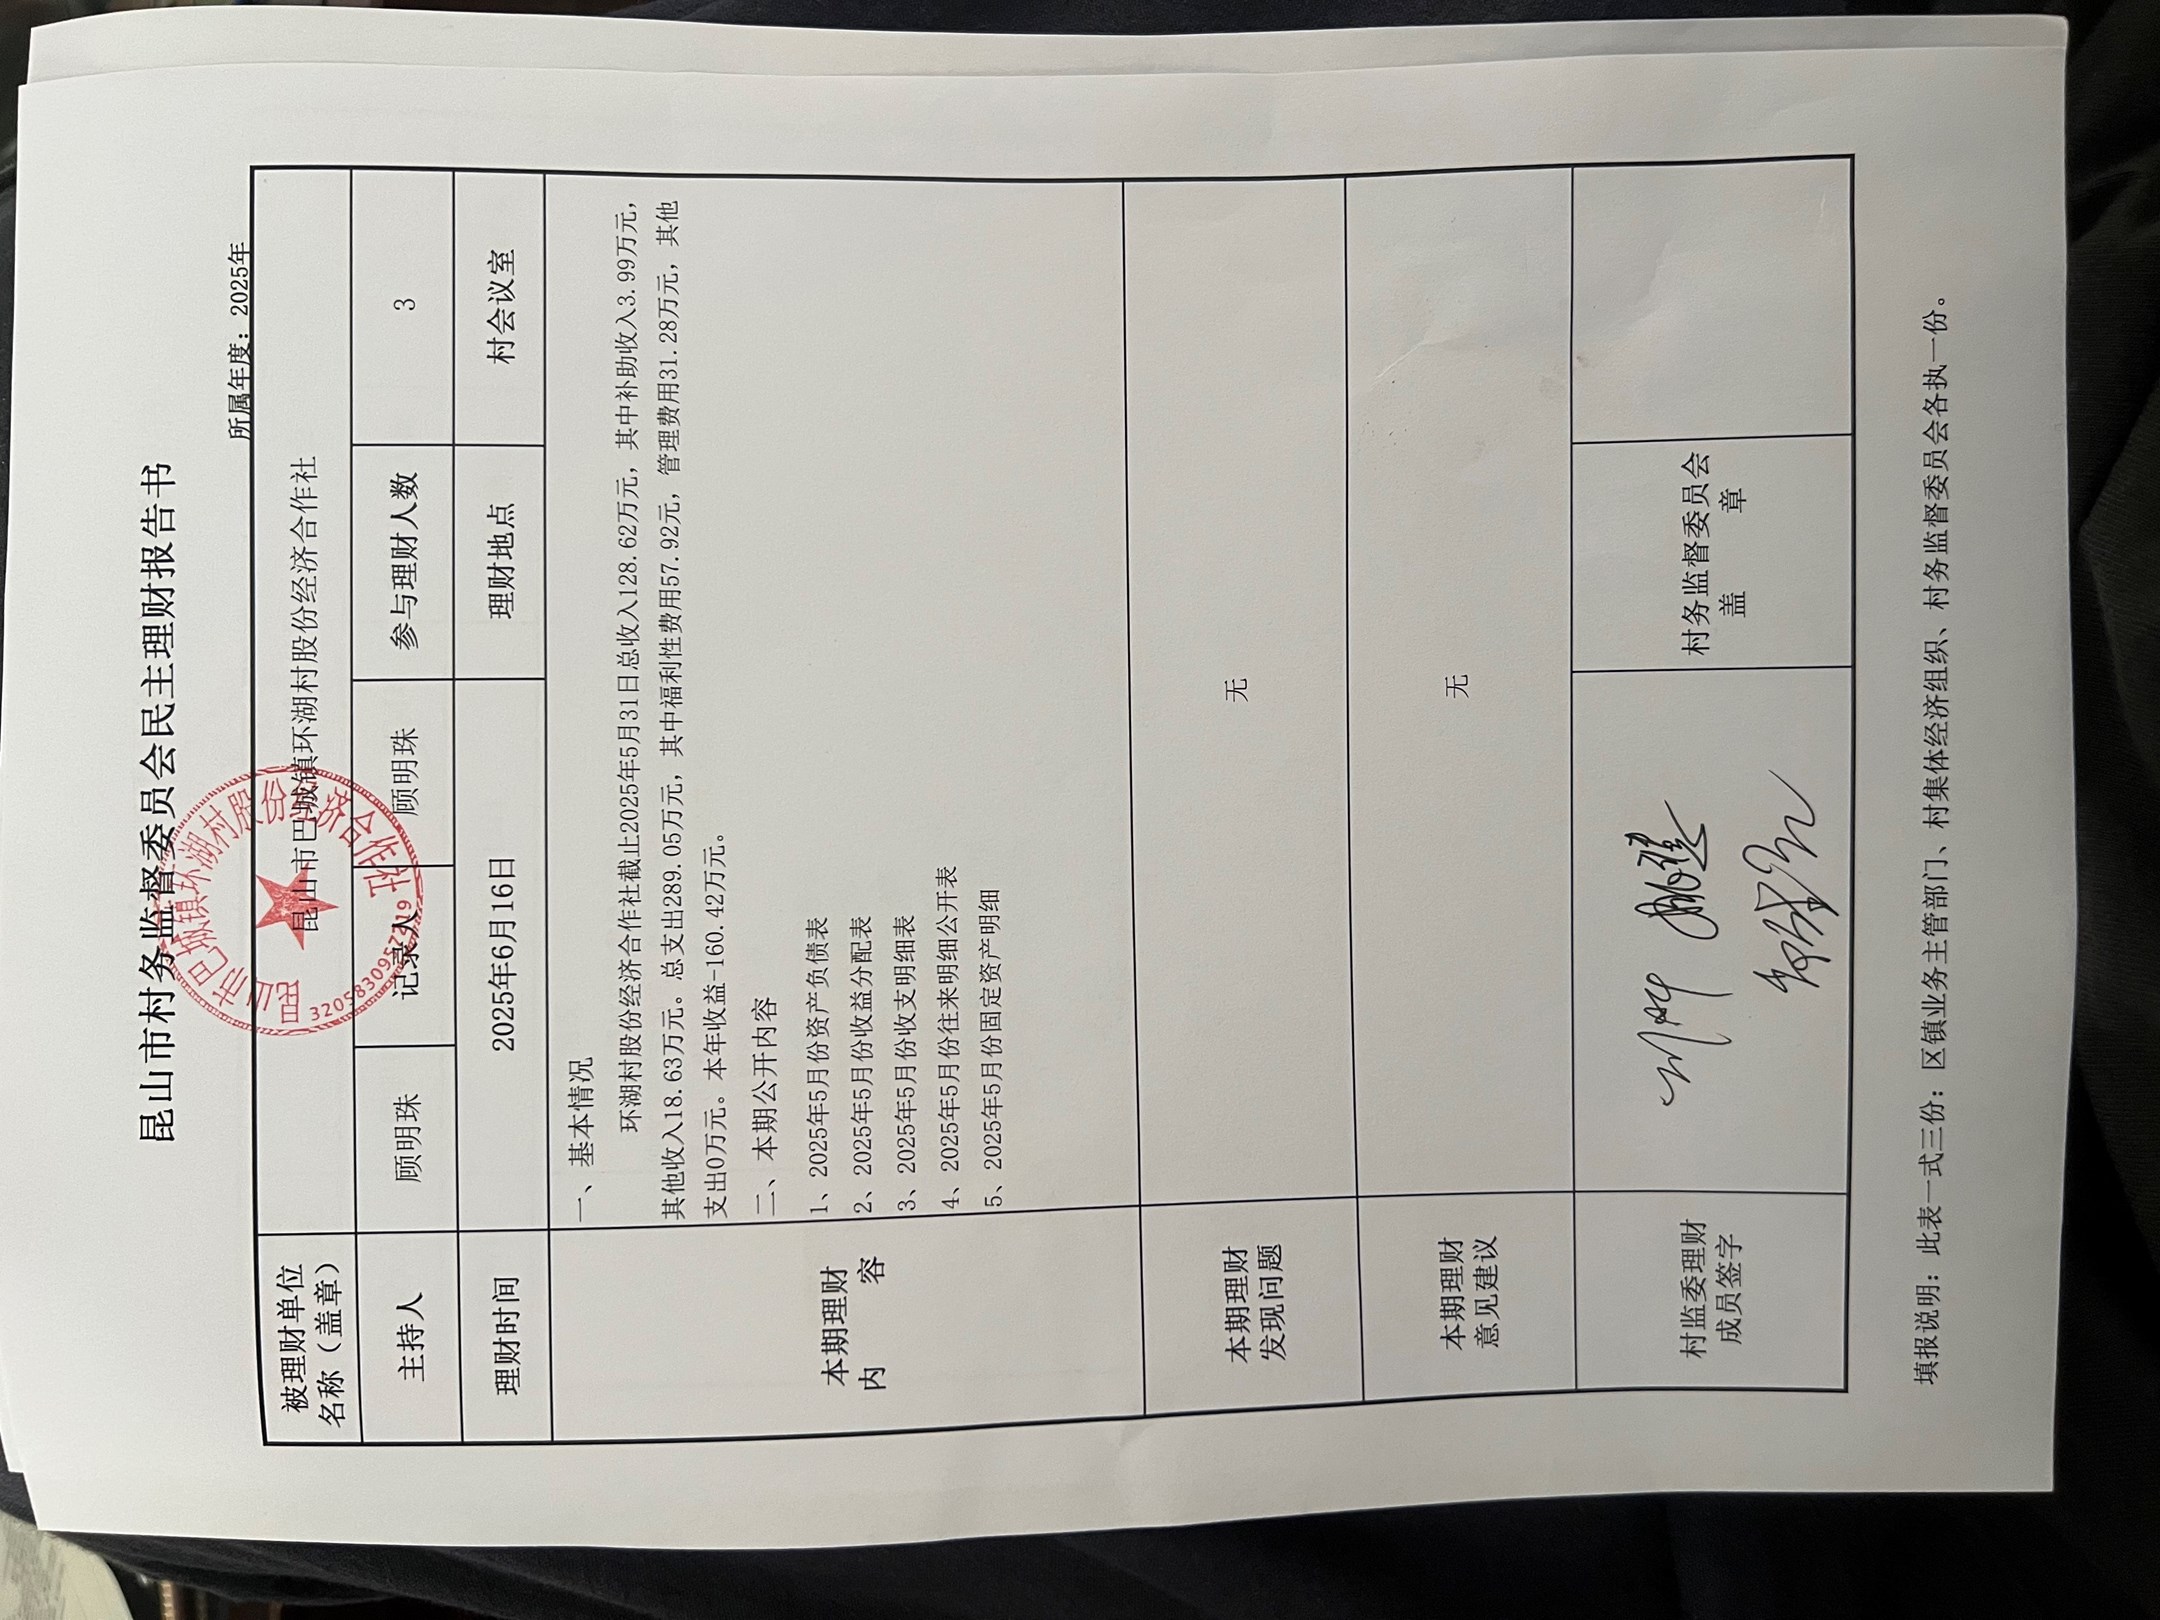 昆山市村务监督委员会民主理财报告书
所属年度：2025年
被理财单位
名称（盖章）
昆山市巴城镇环湖村股份经济合作社
主持人
顾明珠
记录人
顾明珠
参与理财人数
3
理财时间
2025年6月16日
理财地点
村会议室
本期理财
内 容
一、基本情况
环湖村股份经济合作社截止2025年5月31日总收入128.62万元，其中补助收入3.99万元，
其他收入18.63万元。总支出289.05万元，其中福利性费用57.92元，管理费用31.28万元，其他
支出0万元。本年收益-160.42万元。
二、本期公开内容
1、2025年5月份资产负债表
2、2025年5月份收益分配表
3、2025年5月份收支明细表
4、2025年5月份往来明细公开表
5、2025年5月份固定资产明细
本期理财
发现问题
无
本期理财
意见建议
无
村监委理财
成员签字
村务监督委员会
盖 章
填报说明：此表一式三份：区镇业务主管部门、村集体经济组织、村务监督委员会各执一份。
昆山市巴城镇环湖村股份经济合作社